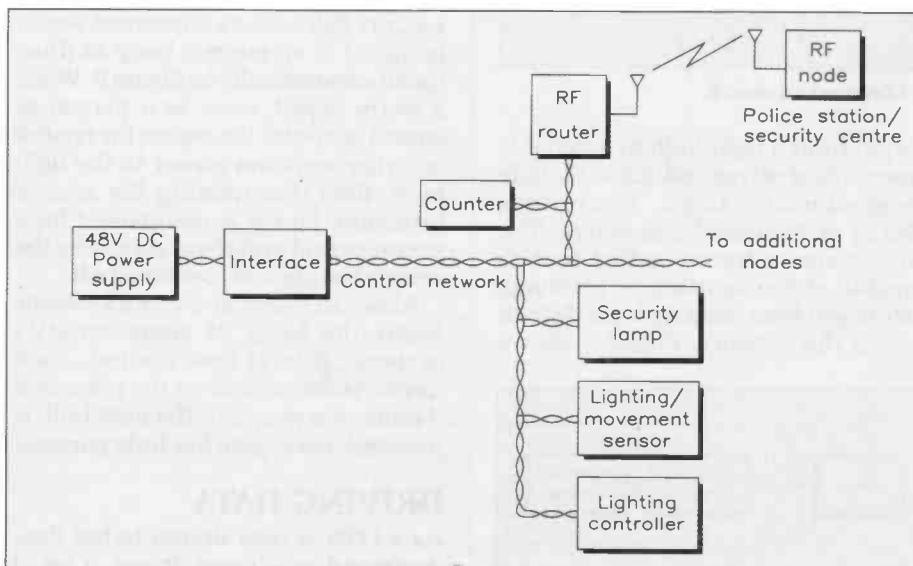 RF
node
Police station/
security centre
RF
router
Counter
48V DC
Power
supply
Interface
Control network
To additional
nodes
Security
lamp
Lighting/
movement
sensor
Lighting
controller